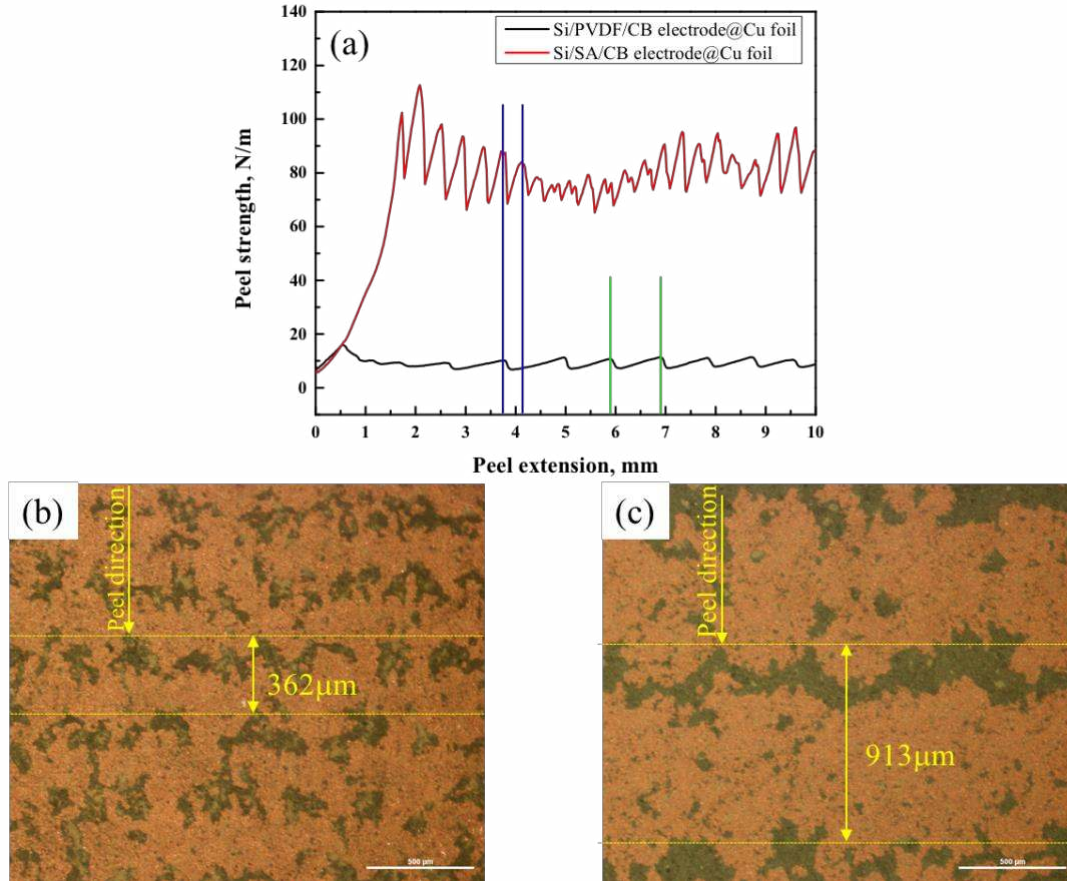 (a)
Si/PVDF/CB electrode@Cu foil
Si/SA/CB electrode@Cu foil
Peel strength, N/m
140
120
100
80
60
40
20
0
0 1 2 3 4 5 6 7 8 9 10
Peel extension, mm
(b)
Peel direction
362μm
500 μm
(c)
Peel direction
913μm
500 μm